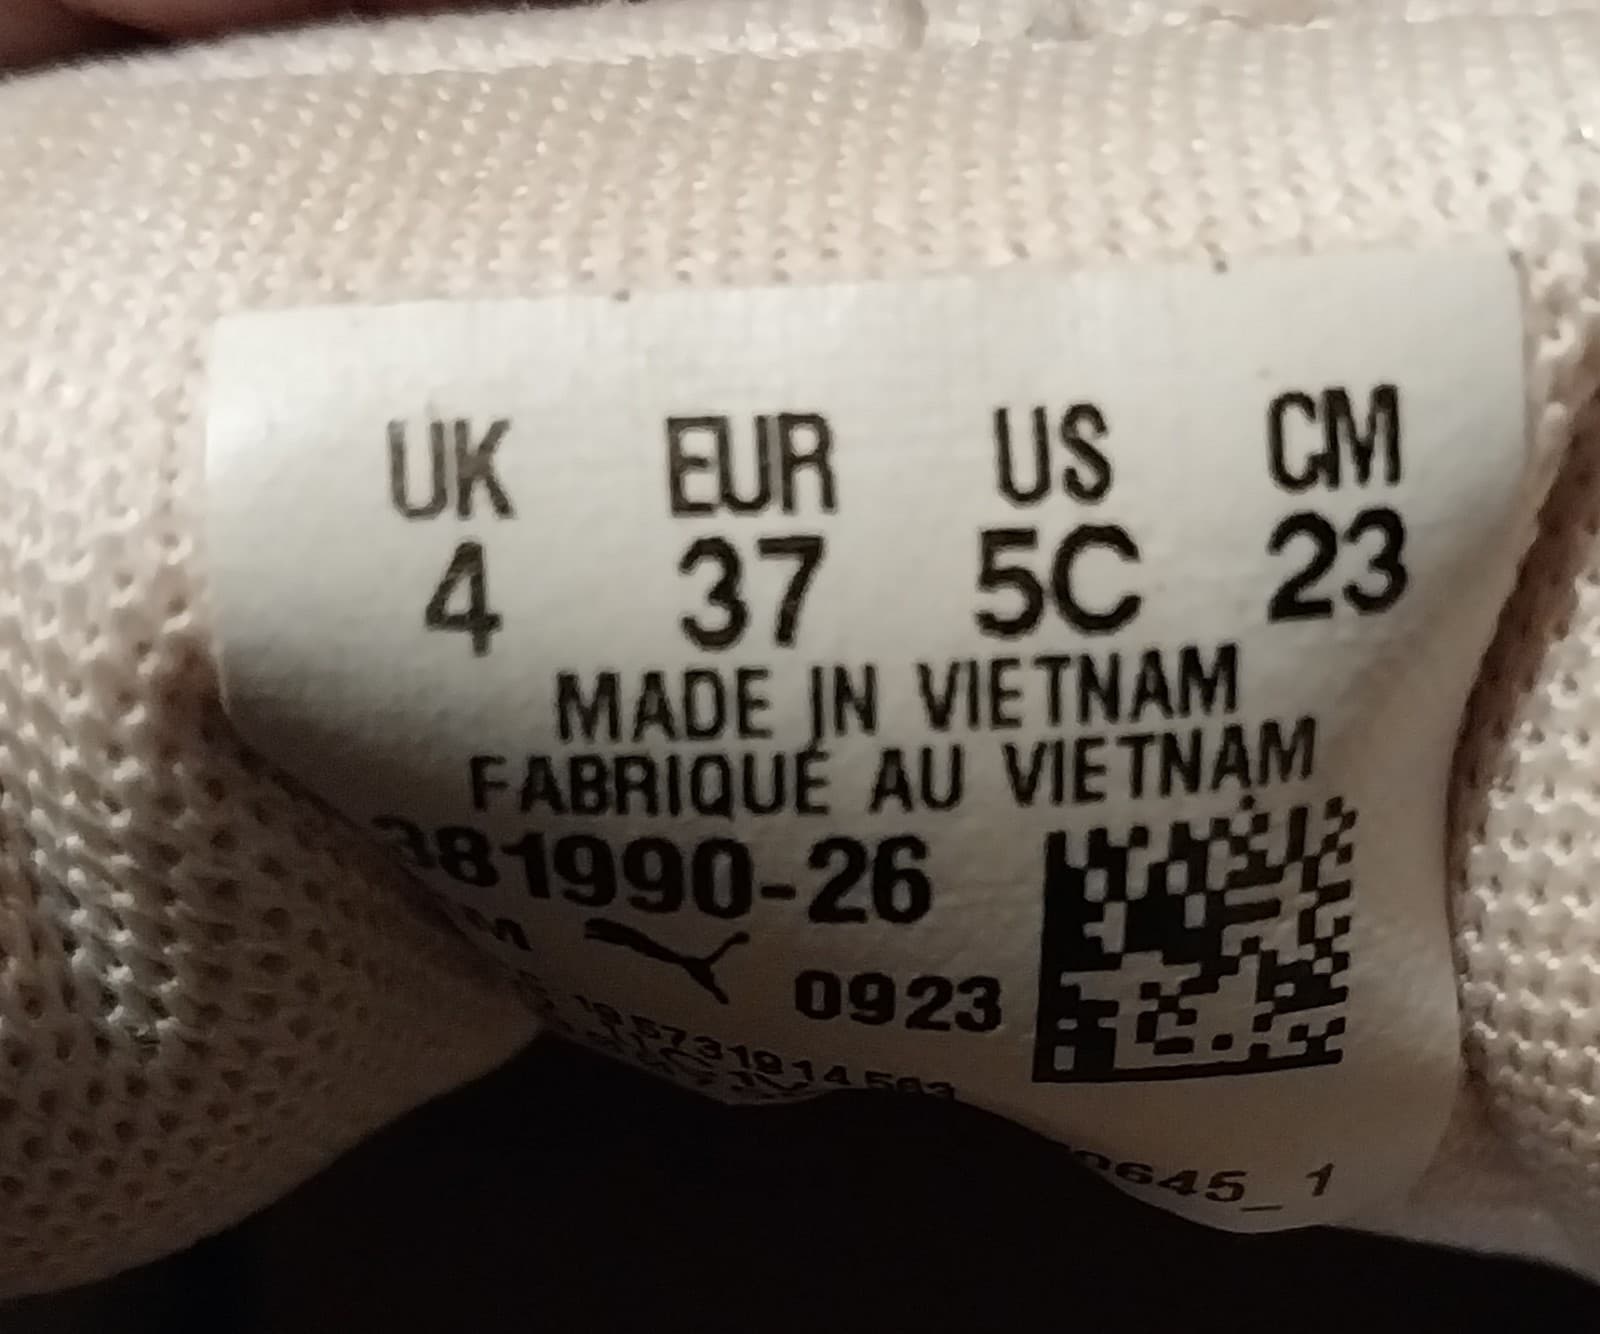 UK EUR US CM
4 37 5C 23
MADE IN VIETNAM
FABRIQUÉ AU VIETNAM
381990-26
0923